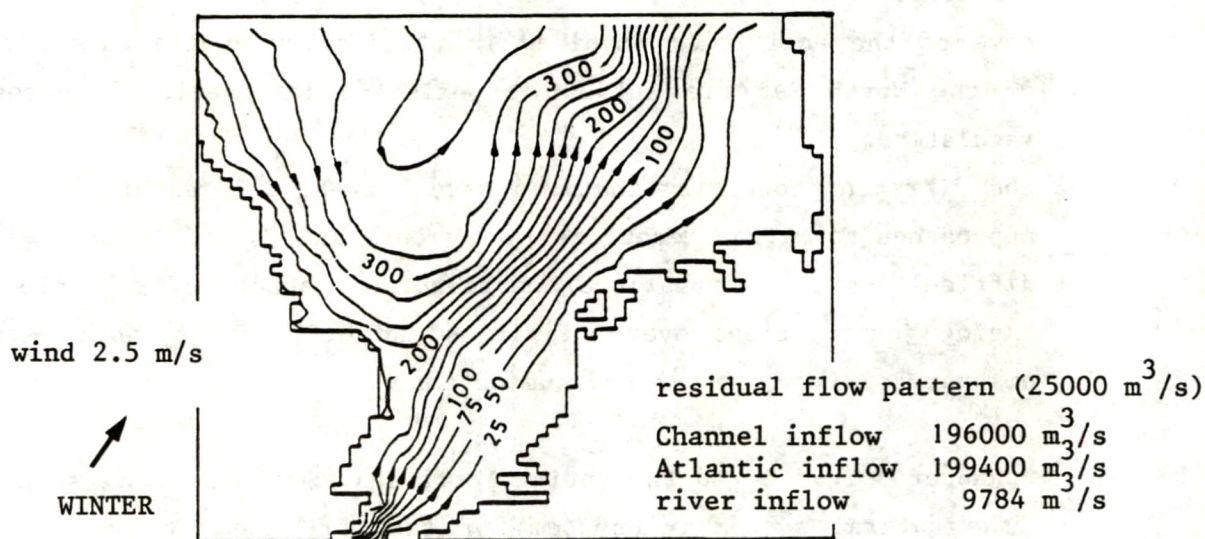 300
200
100
300
200
100
75
50
25
wind 2.5 m/s
WINTER
residual flow pattern (25000 m³/s)
Channel inflow 196000 m³/s
Atlantic inflow 199400 m³/s
river inflow 9784 m³/s